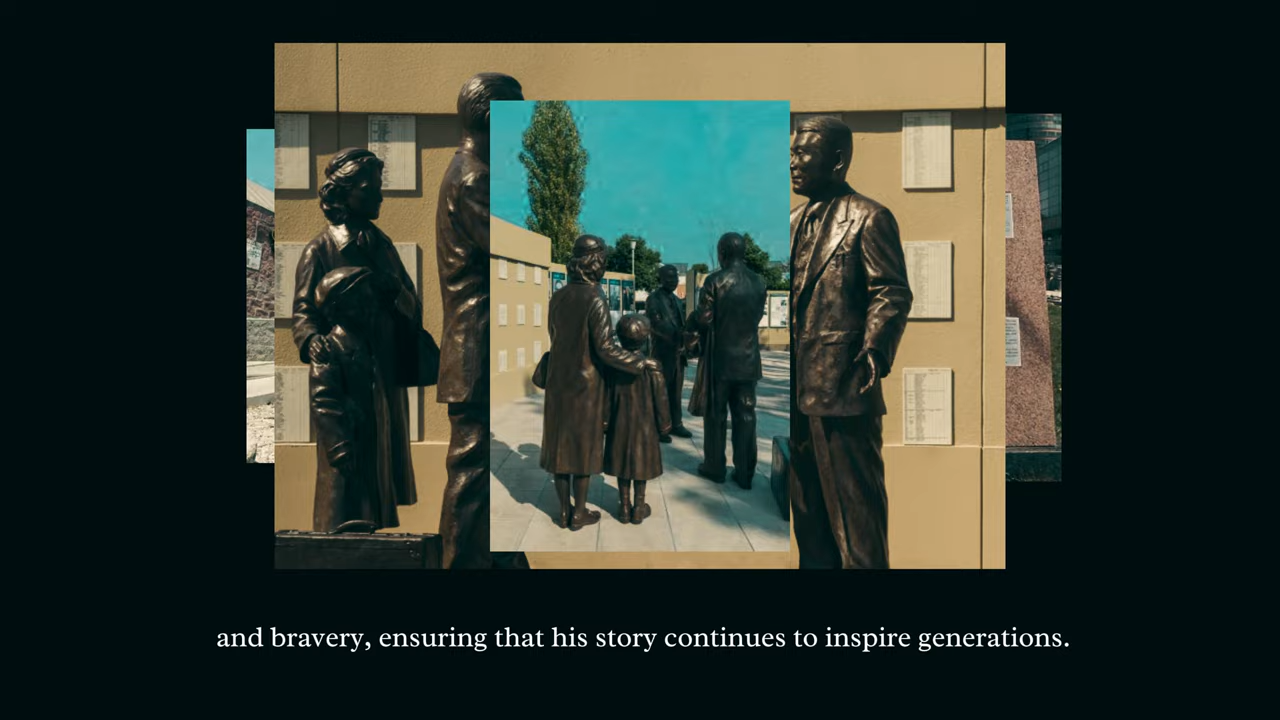 and bravery, ensuring that his story continues to inspire generations.